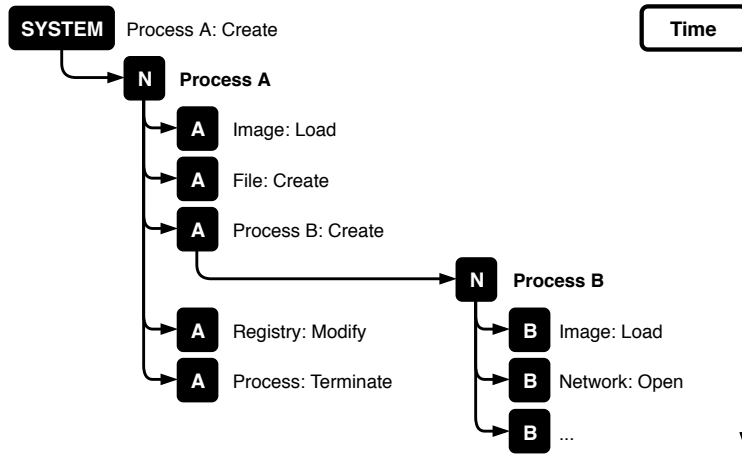 SYSTEM Process A: Create Time
N Process A
A Image: Load
A File: Create
A Process B: Create
N Process B
A Registry: Modify B Image: Load
A Process: Terminate B Network: Open
B ...